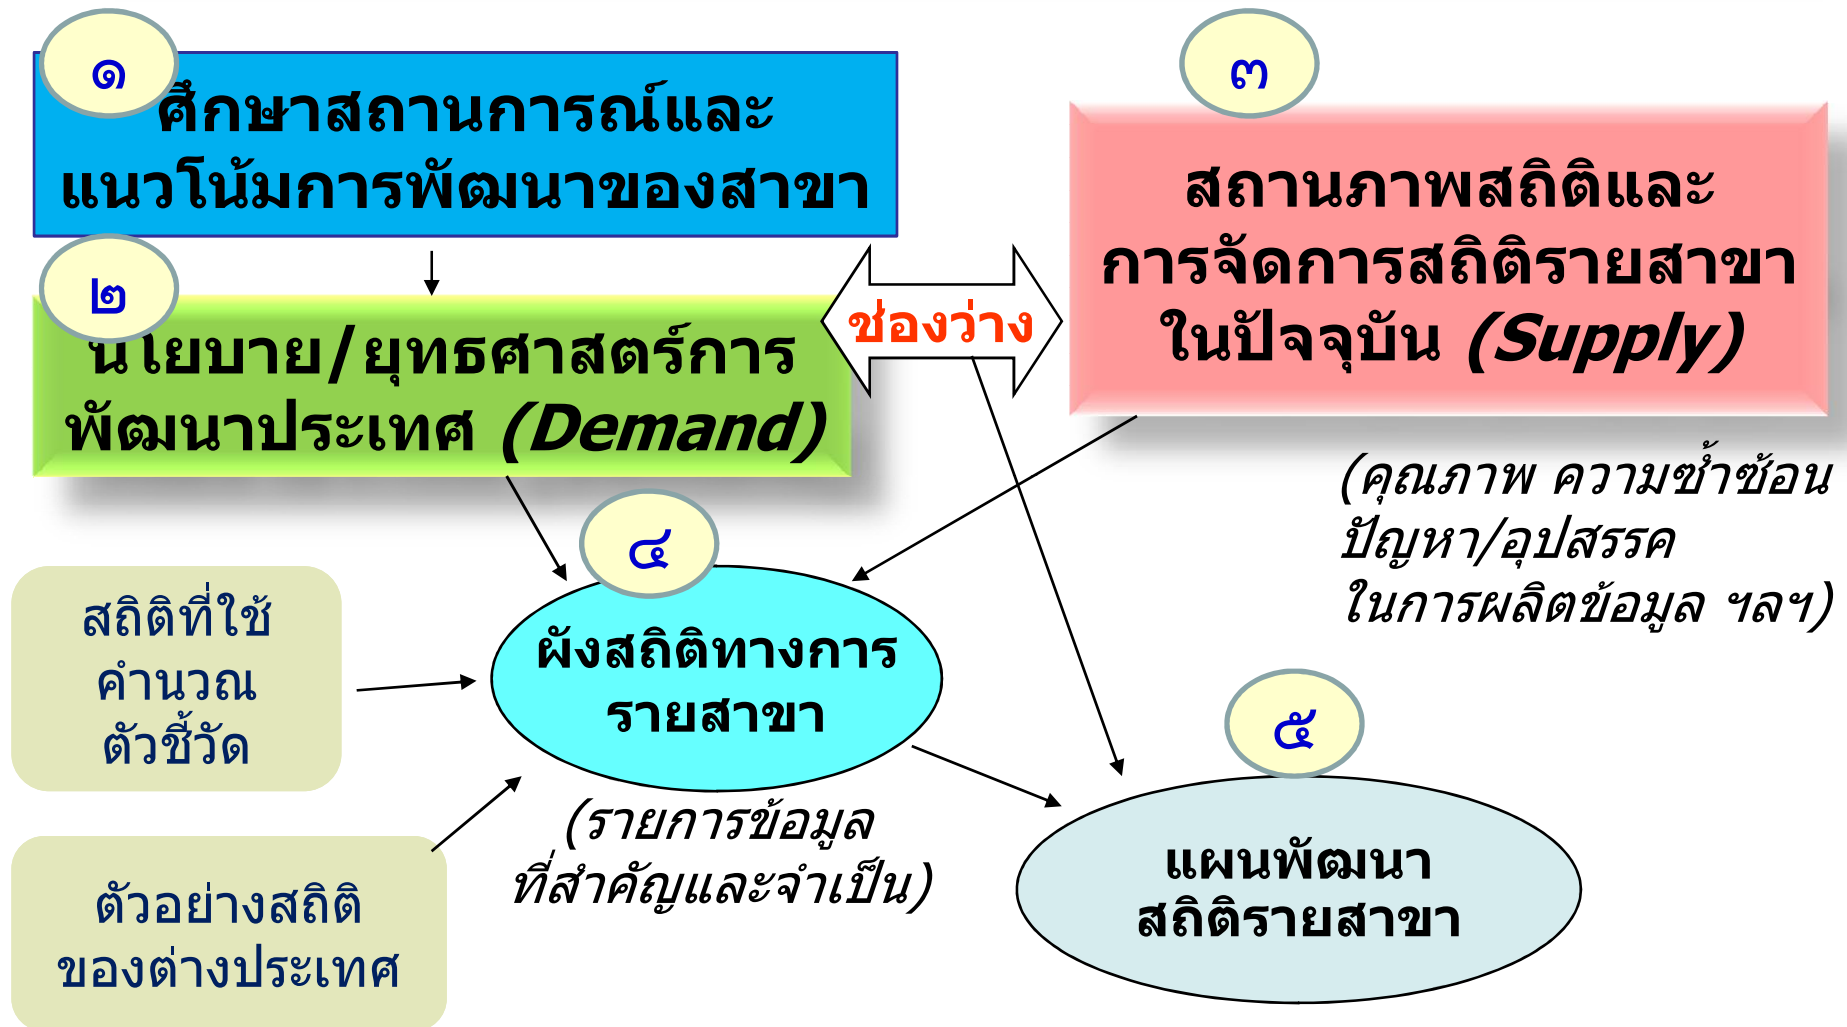 ๑
ศึกษาสถานการณ์และ
แนวโน้มการพัฒนาของสาขา
๒
นโยบาย/ยุทธศาสตร์การ
พัฒนาประเทศ (Demand)
ช่องว่าง
๓
สถานภาพสถิติและ
การจัดการสถิติรายสาขา
ในปัจจุบัน (Supply)
(คุณภาพ ความซ้ำซ้อน
ปัญหา/อุปสรรค
ในการผลิตข้อมูล ฯลฯ)
๔
ผังสถิติทางการ
รายสาขา
(รายการข้อมูล
ที่สำคัญและจำเป็น)
สถิติที่ใช้
คำนวณ
ตัวชี้วัด
ตัวอย่างสถิติ
ของต่างประเทศ
๕
แผนพัฒนา
สถิติรายสาขา